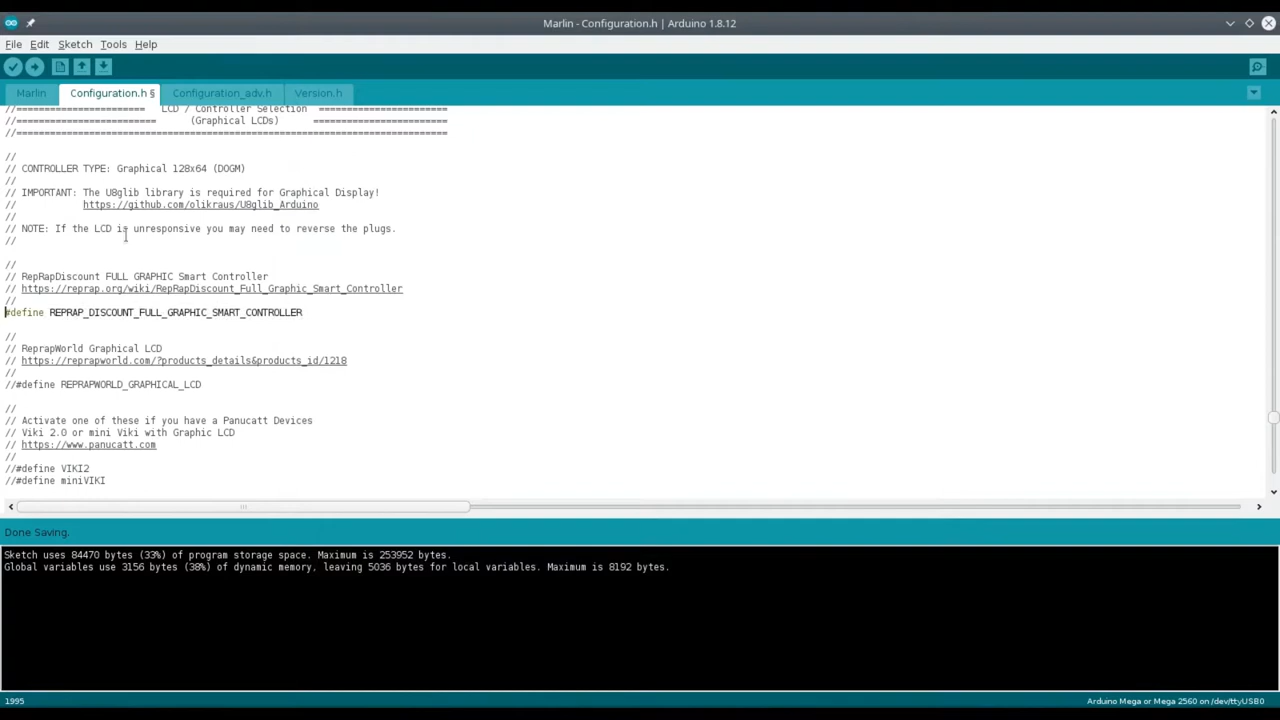 Marlin - Configuration.h | Arduino 1.8.12
File Edit Sketch Tools Help
Marlin Configuration.h § Configuration_adv.h Version.h
//======================== LCD / Controller Selection ========================
//========================= (Graphical LCDs) ========================
//=============================================================================
//
// CONTROLLER TYPE: Graphical 128x64 (DOGM)
//
// IMPORTANT: The U8glib library is required for Graphical Display!
// https://github.com/olikraus/U8glib_Arduino
//
// NOTE: If the LCD is unresponsive you may need to reverse the plugs.
//
//
// RepRapDiscount FULL GRAPHIC Smart Controller
// https://reprap.org/wiki/RepRapDiscount_Full_Graphic_Smart_Controller
//
#define REPRAP_DISCOUNT_FULL_GRAPHIC_SMART_CONTROLLER
//
// ReprapWorld Graphical LCD
// https://reprapworld.com/?products_details&products_id/1218
//
//#define REPRAPWORLD_GRAPHICAL_LCD
//
// Activate one of these if you have a Panucatt Devices
// Viki 2.0 or mini Viki with Graphic LCD
// https://www.panucatt.com
//
//#define VIKI2
//#define miniVIKI
Done Saving.
Sketch uses 84470 bytes (33%) of program storage space. Maximum is 253952 bytes.
Global variables use 3156 bytes (38%) of dynamic memory, leaving 5036 bytes for local variables. Maximum is 8192 bytes.
1995 Arduino Mega or Mega 2560 on /dev/ttyUSB0